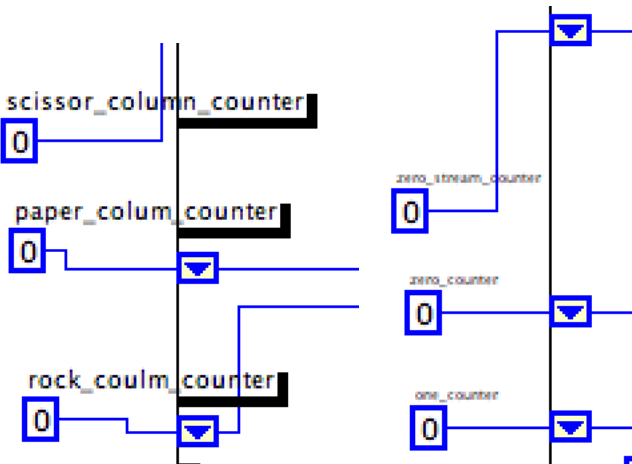 scissor_column_counter
0
paper_colum_counter
0
rock_coulm_counter
0
zero_stream_counter
0
zero_counter
0
one_counter
0